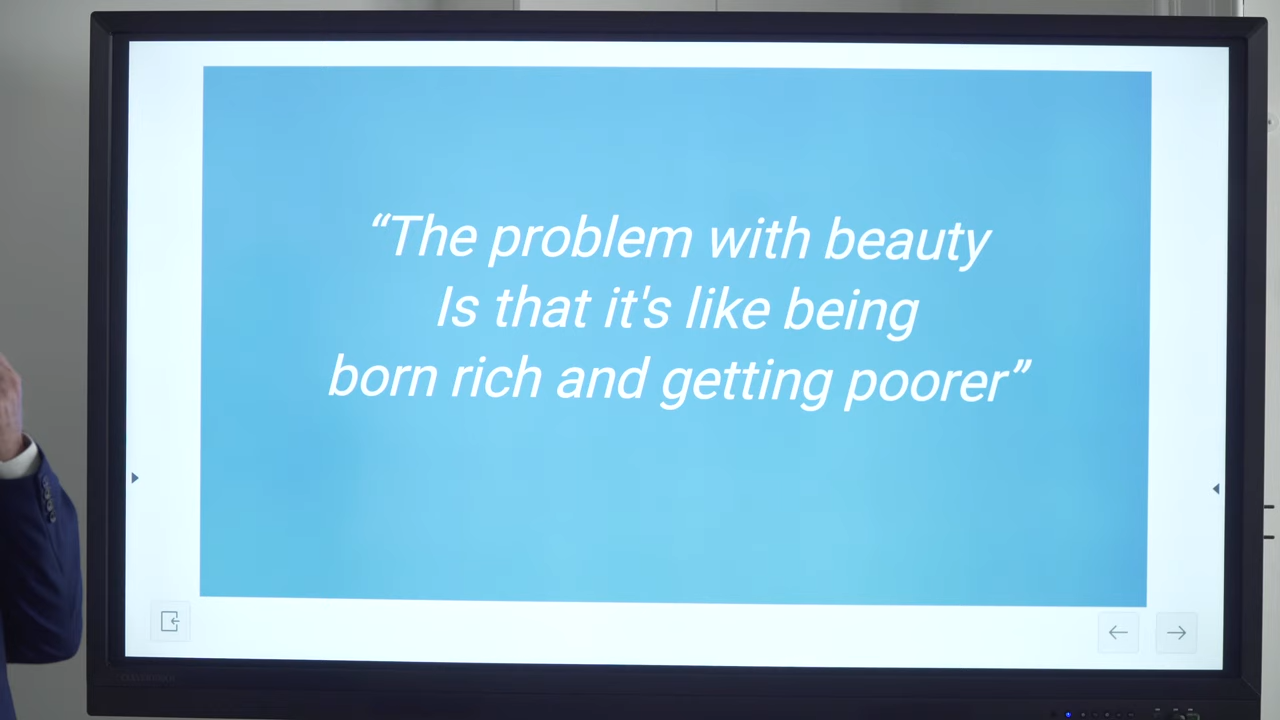 “The problem with beauty
Is that it's like being
born rich and getting poorer”